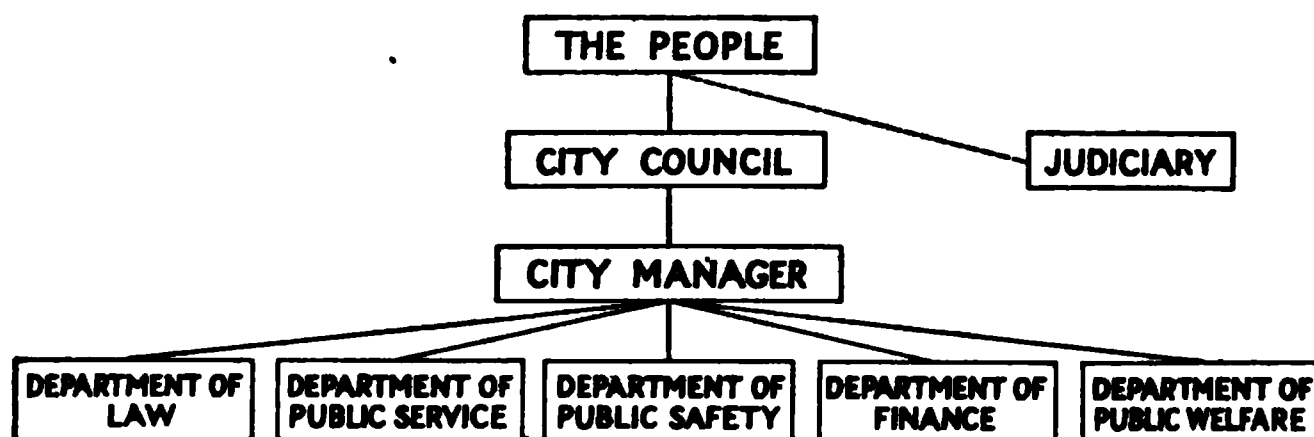 THE PEOPLE
CITY COUNCIL
JUDICIARY
CITY MANAGER
DEPARTMENT OF
LAW
DEPARTMENT OF
PUBLIC SERVICE
DEPARTMENT OF
PUBLIC SAFETY
DEPARTMENT OF
FINANCE
DEPARTMENT OF
PUBLIC WELFARE